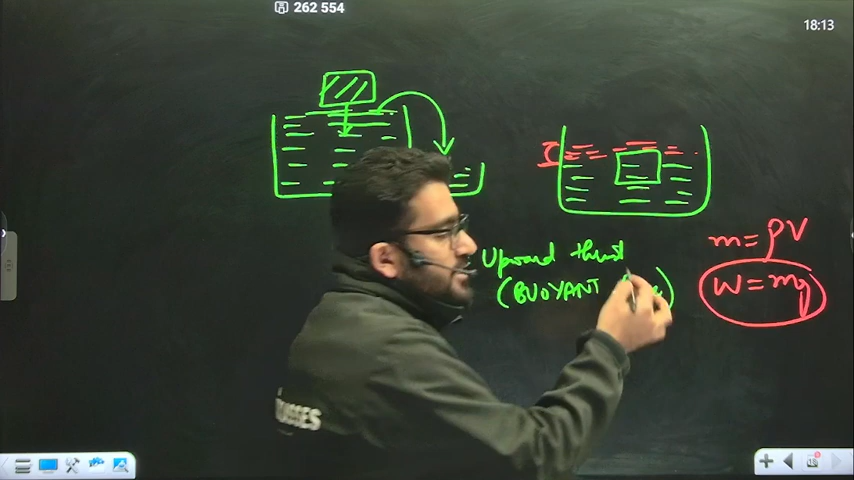 262 554
18:13
m = ρV
Upward thrust
(BUOYANT
W = mg